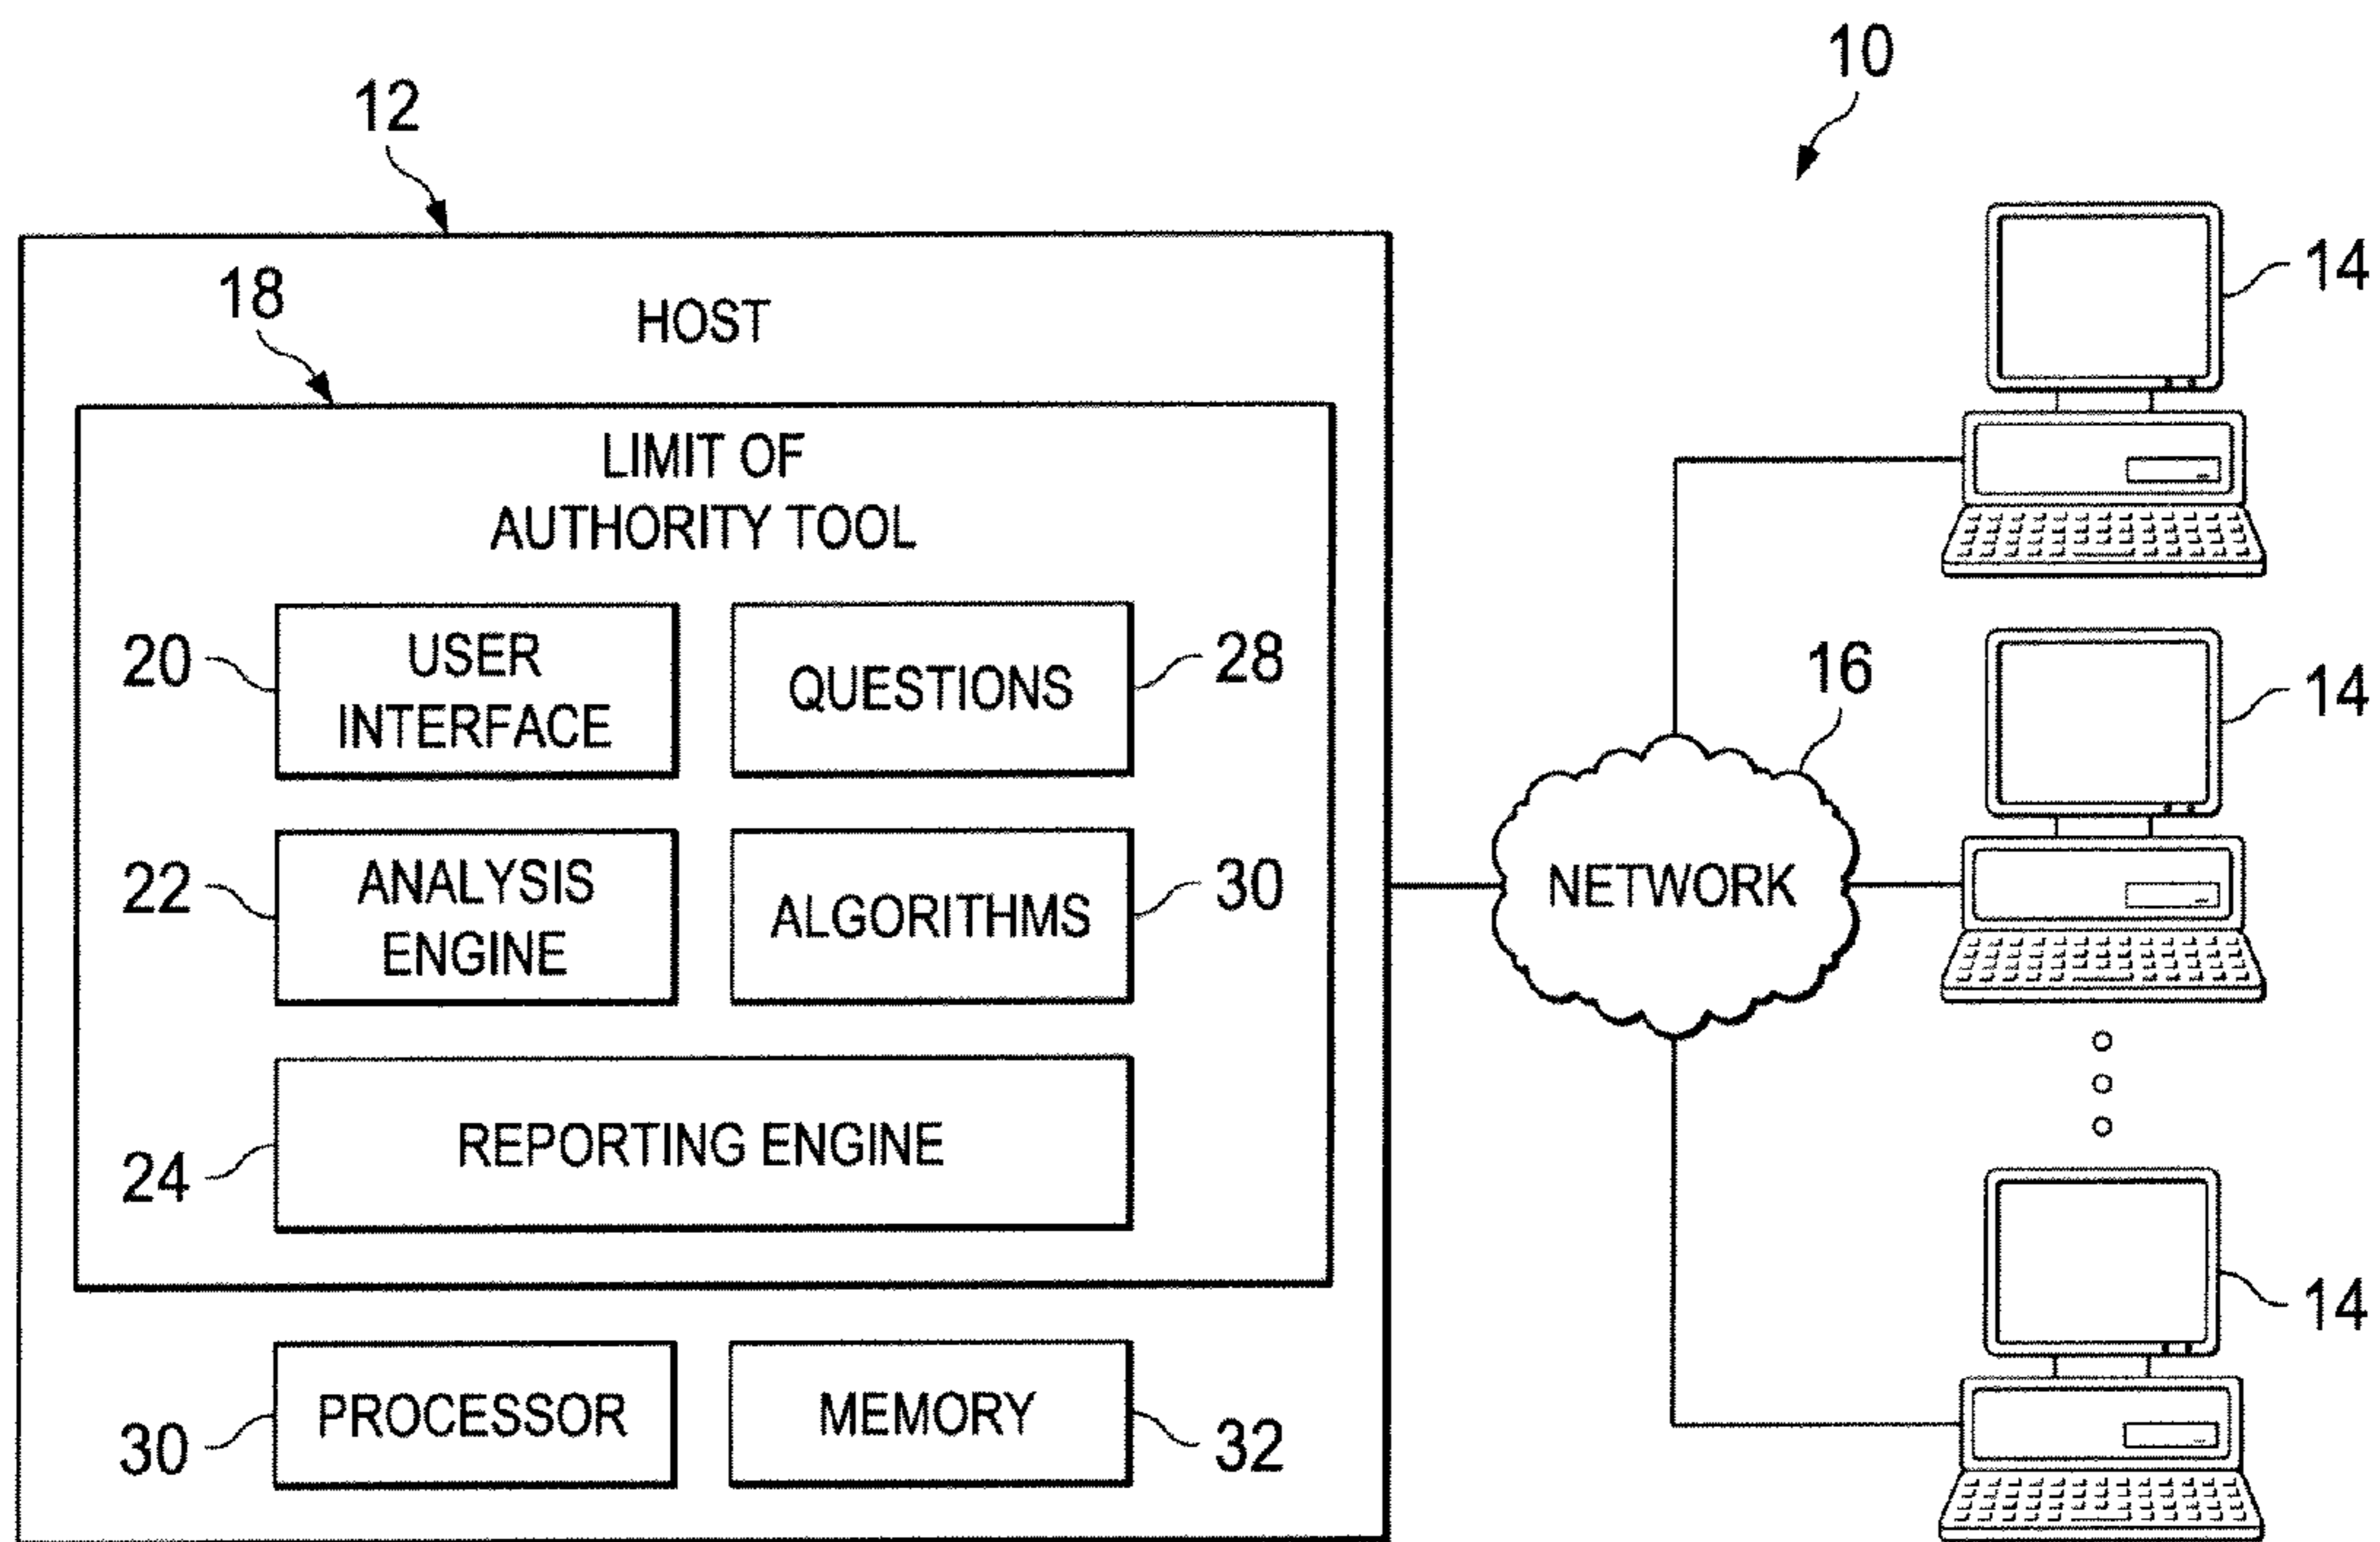 10
12
18
HOST
14
LIMIT OF
AUTHORITY TOOL
20
USER
INTERFACE
QUESTIONS
28
16
14
22
ANALYSIS
ENGINE
ALGORITHMS
30
NETWORK
24
REPORTING ENGINE
14
30
PROCESSOR
MEMORY
32